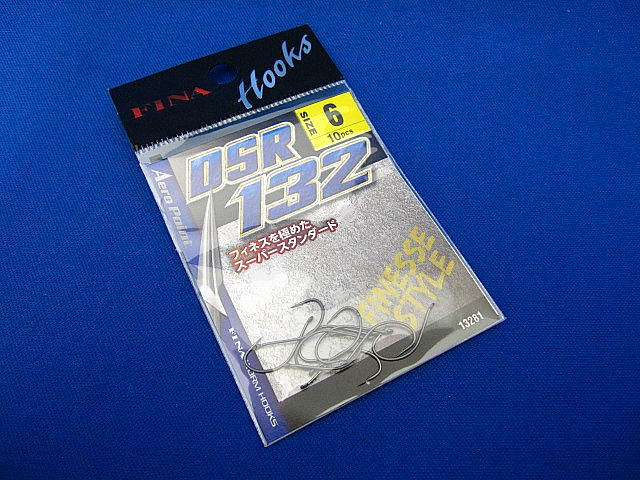 FINA Hooks
SIZE 6
10pcs
DSR
132
Aero Point
フィネスを極めた
スーパースタンダード
FINESSE
STYLE!
FINA WORM HOOKS
13281